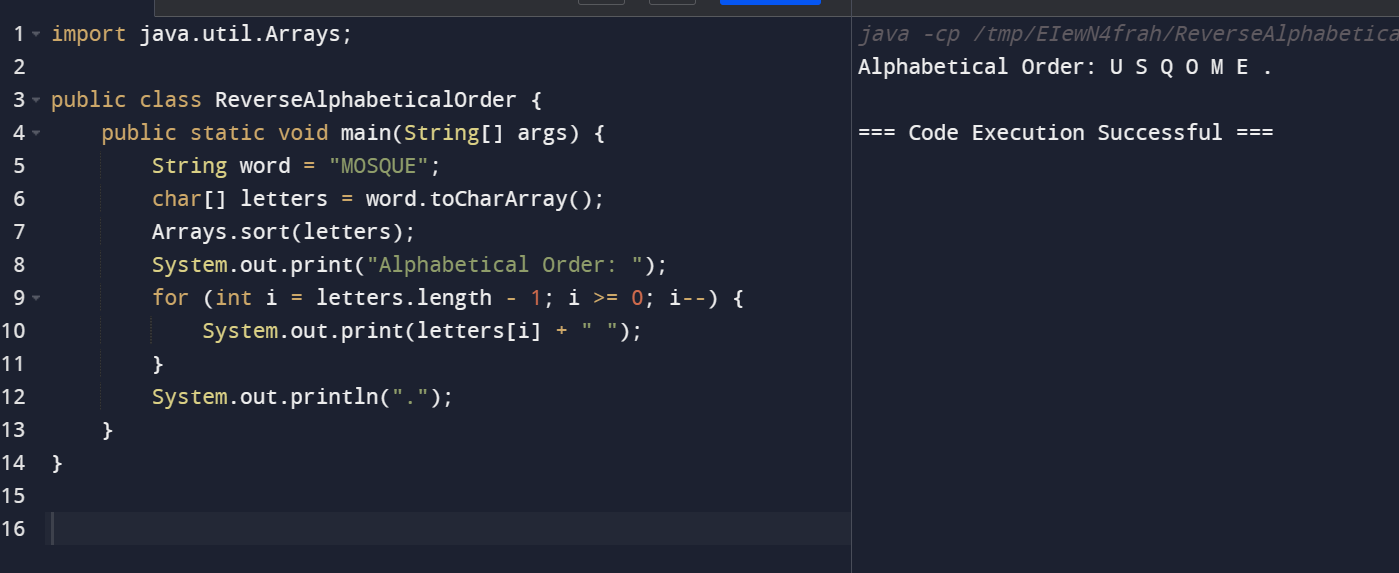 1 import java.util.Arrays;
2
3 public class ReverseAlphabeticalOrder {
4 public static void main(String[] args) {
5 String word = "MOSQUE";
6 char[] letters = word.toCharArray();
7 Arrays.sort(letters);
8 System.out.print("Alphabetical Order: ");
9 for (int i = letters.length - 1; i >= 0; i--) {
10 System.out.print(letters[i] + " ");
11 }
12 System.out.println(".");
13 }
14 }
15
16
java -cp /tmp/EIewN4frah/ReverseAlphabetica
Alphabetical Order: U S Q O M E .
=== Code Execution Successful ===